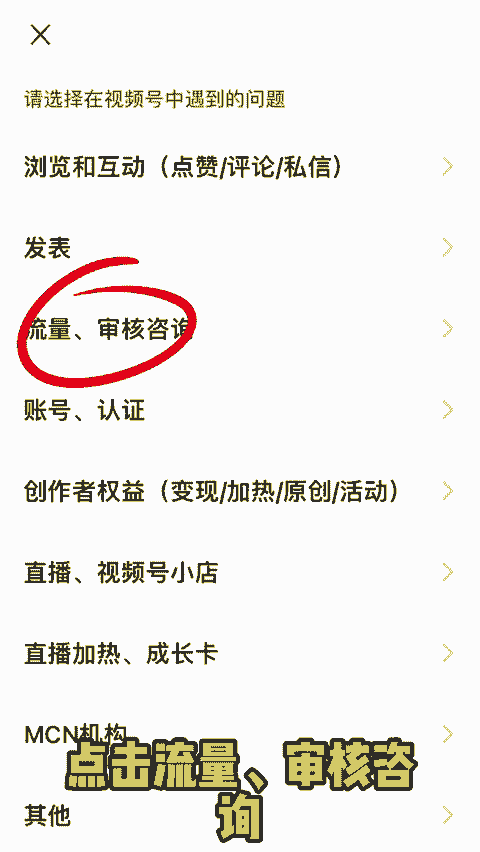 请选择在视频号中遇到的问题
浏览和互动（点赞/评论/私信）
发表
流量、审核咨询
账号、认证
创作者权益（变现/加热/原创/活动）
直播、视频号小店
直播加热、成长卡
MCN机构
点击流量、审核咨
询
其他